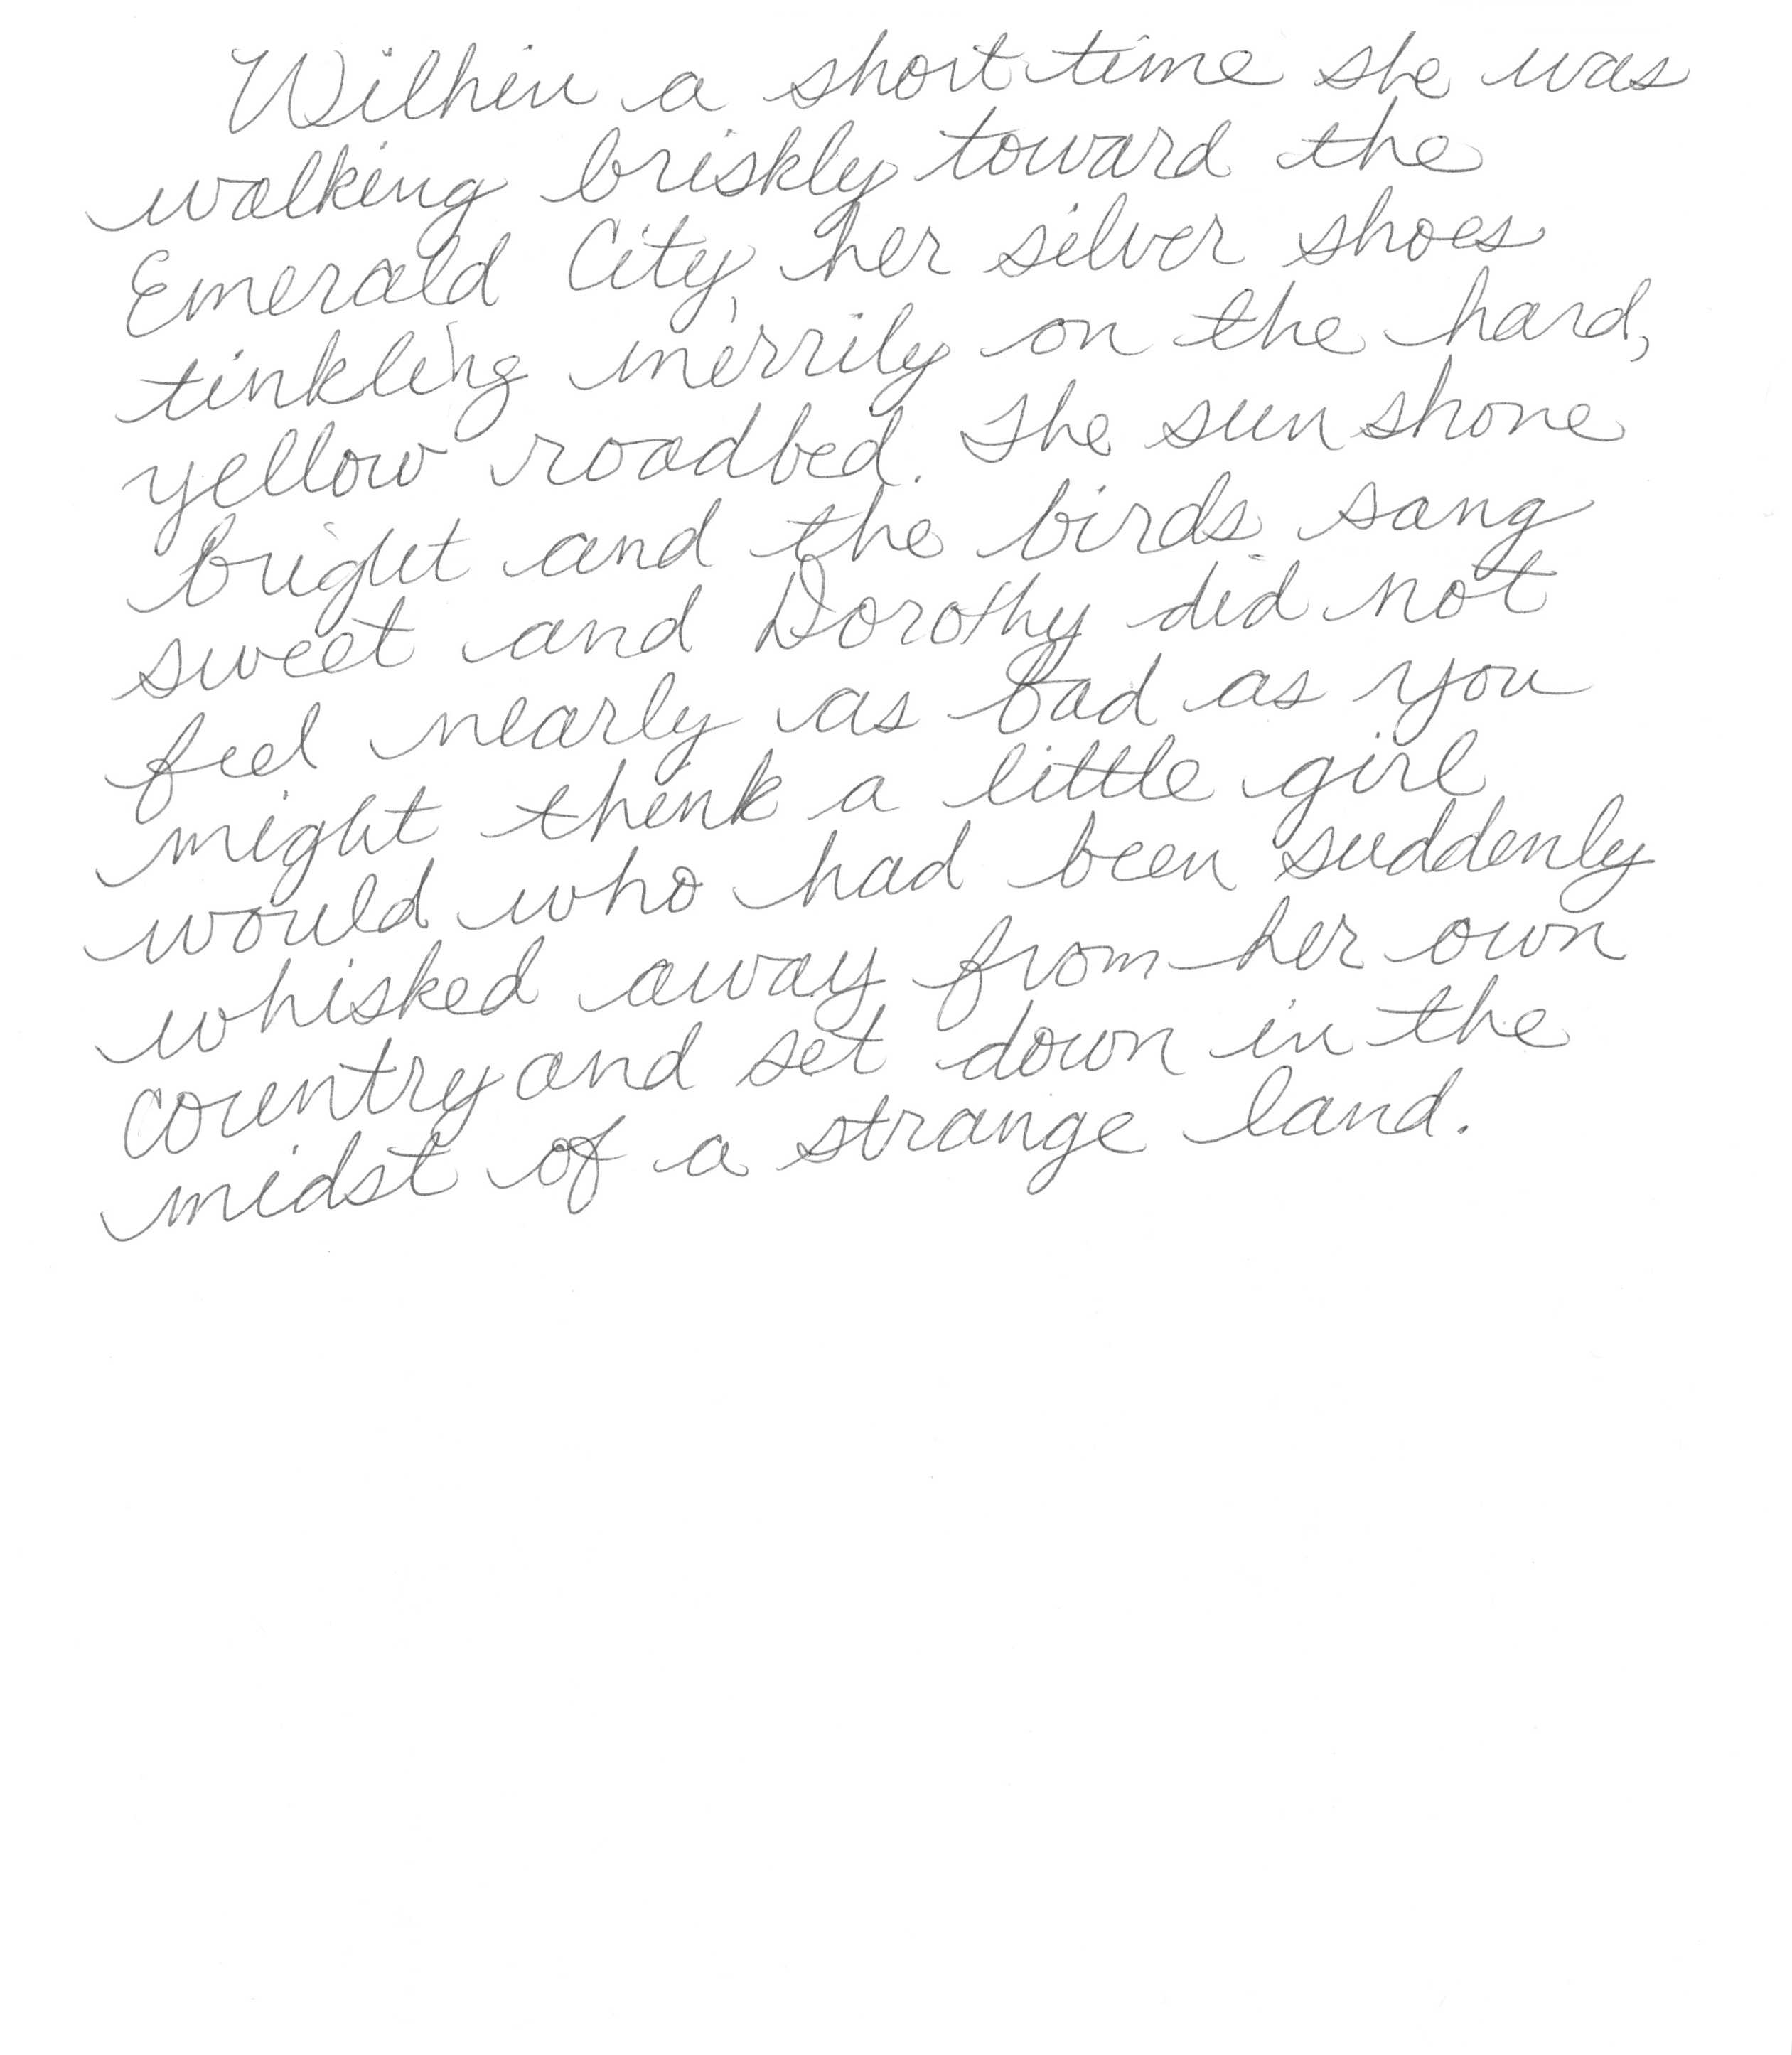 Within a short time she was
walking briskly toward the
Emerald City, her silver shoes
tinkling merrily on the hard,
yellow roadbed. The sun shone
bright and the birds sang
sweet and Dorothy did not
feel nearly as bad as you
might think a little girl
would who had been suddenly
whisked away from her own
country and set down in the
midst of a strange land.